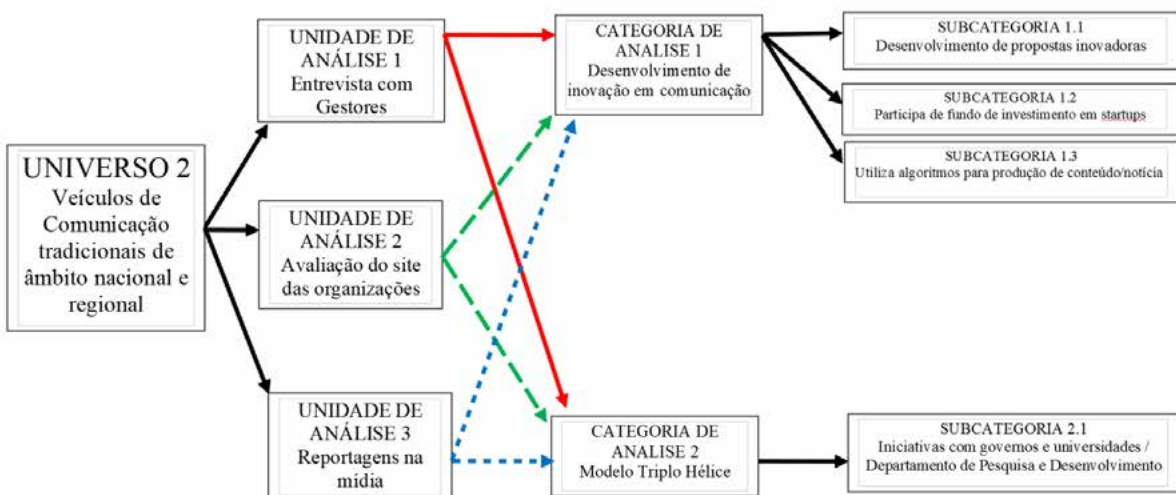 UNIVERSO 2
Veículos de
Comunicação
tradicionais de
âmbito nacional e
regional
UNIDADE DE
ANÁLISE 1
Entrevista com
Gestores
UNIDADE DE
ANÁLISE 2
Avaliação do site
das organizações
UNIDADE DE
ANÁLISE 3
Reportagens na
mídia
CATEGORIA DE
ANALISE 1
Desenvolvimento de
inovação em comunicação
CATEGORIA DE
ANALISE 2
Modelo Triplo Hélice
SUBCATEGORIA 1.1
Desenvolvimento de propostas inovadoras
SUBCATEGORIA 1.2
Participa de fundo de investimento em startups
SUBCATEGORIA 1.3
Utiliza algoritmos para produção de conteúdo/notícia
SUBCATEGORIA 2.1
Iniciativas com governos e universidades /
Departamento de Pesquisa e Desenvolvimento